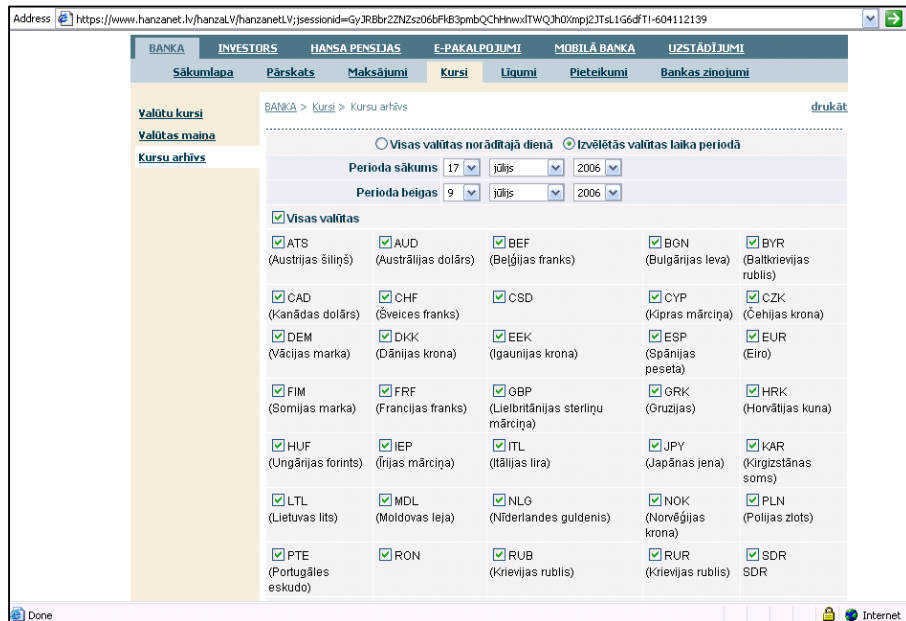 Address https://www.hanzanet.lv/hanzaLV/hanzanetLV;jsessionid=GyJRBbr2ZNZsz06bFkB3pmbQChHnwxlTWQJh0Xmpj2JTsL1G6dfT!-604112139
BANKA INVESTORS HANSA PENSIJAS E-PAKALPOJUMI MOBILĀ BANKA UZSTĀDĪJUMI
Sākumlapa Pārskats Maksājumi Kursi Līgumi Pieteikumi Bankas ziņojumi
Valūtu kursi
Valūtas maiņa
Kursu arhīvs
BANKA > Kursi > Kursu arhīvs drukāt
Visas valūtas norādītajā dienā Izvēlētās valūtas laika periodā
Perioda sākums 17 jūlijs 2006
Perioda beigas 9 jūlijs 2006
Visas valūtas
ATS AUD BEF BGN BYR
(Austrijas šiliņš) (Austrālijas dolārs) (Beļģijas franks) (Bulgārijas leva) (Baltkrievijas
rublis)
CAD CHF CSD CYP CZK
(Kanādas dolārs) (Šveices franks) (Kipras mārciņa) (Čehijas krona)
DEM DKK EEK ESP EUR
(Vācijas marka) (Dānijas krona) (Igaunijas krona) (Spānijas (Eiro)
peseta)
FIM FRF GBP GRK HRK
(Somijas marka) (Francijas franks) (Lielbritānijas sterliņu (Gruzijas) (Horvātijas kuna)
mārciņa)
HUF IEP ITL JPY KAR
(Ungārijas forints) (Īrijas mārciņa) (Itālijas lira) (Japānas jena) (Kirgizstānas
soms)
LTL MDL NLG NOK PLN
(Lietuvas lits) (Moldovas leja) (Nīderlandes guldenis) (Norvēģijas (Polijas zlots)
krona)
PTE RON RUB RUR SDR
(Portugāles (Krievijas rublis) (Krievijas rublis) SDR
eskudo)
Done Internet